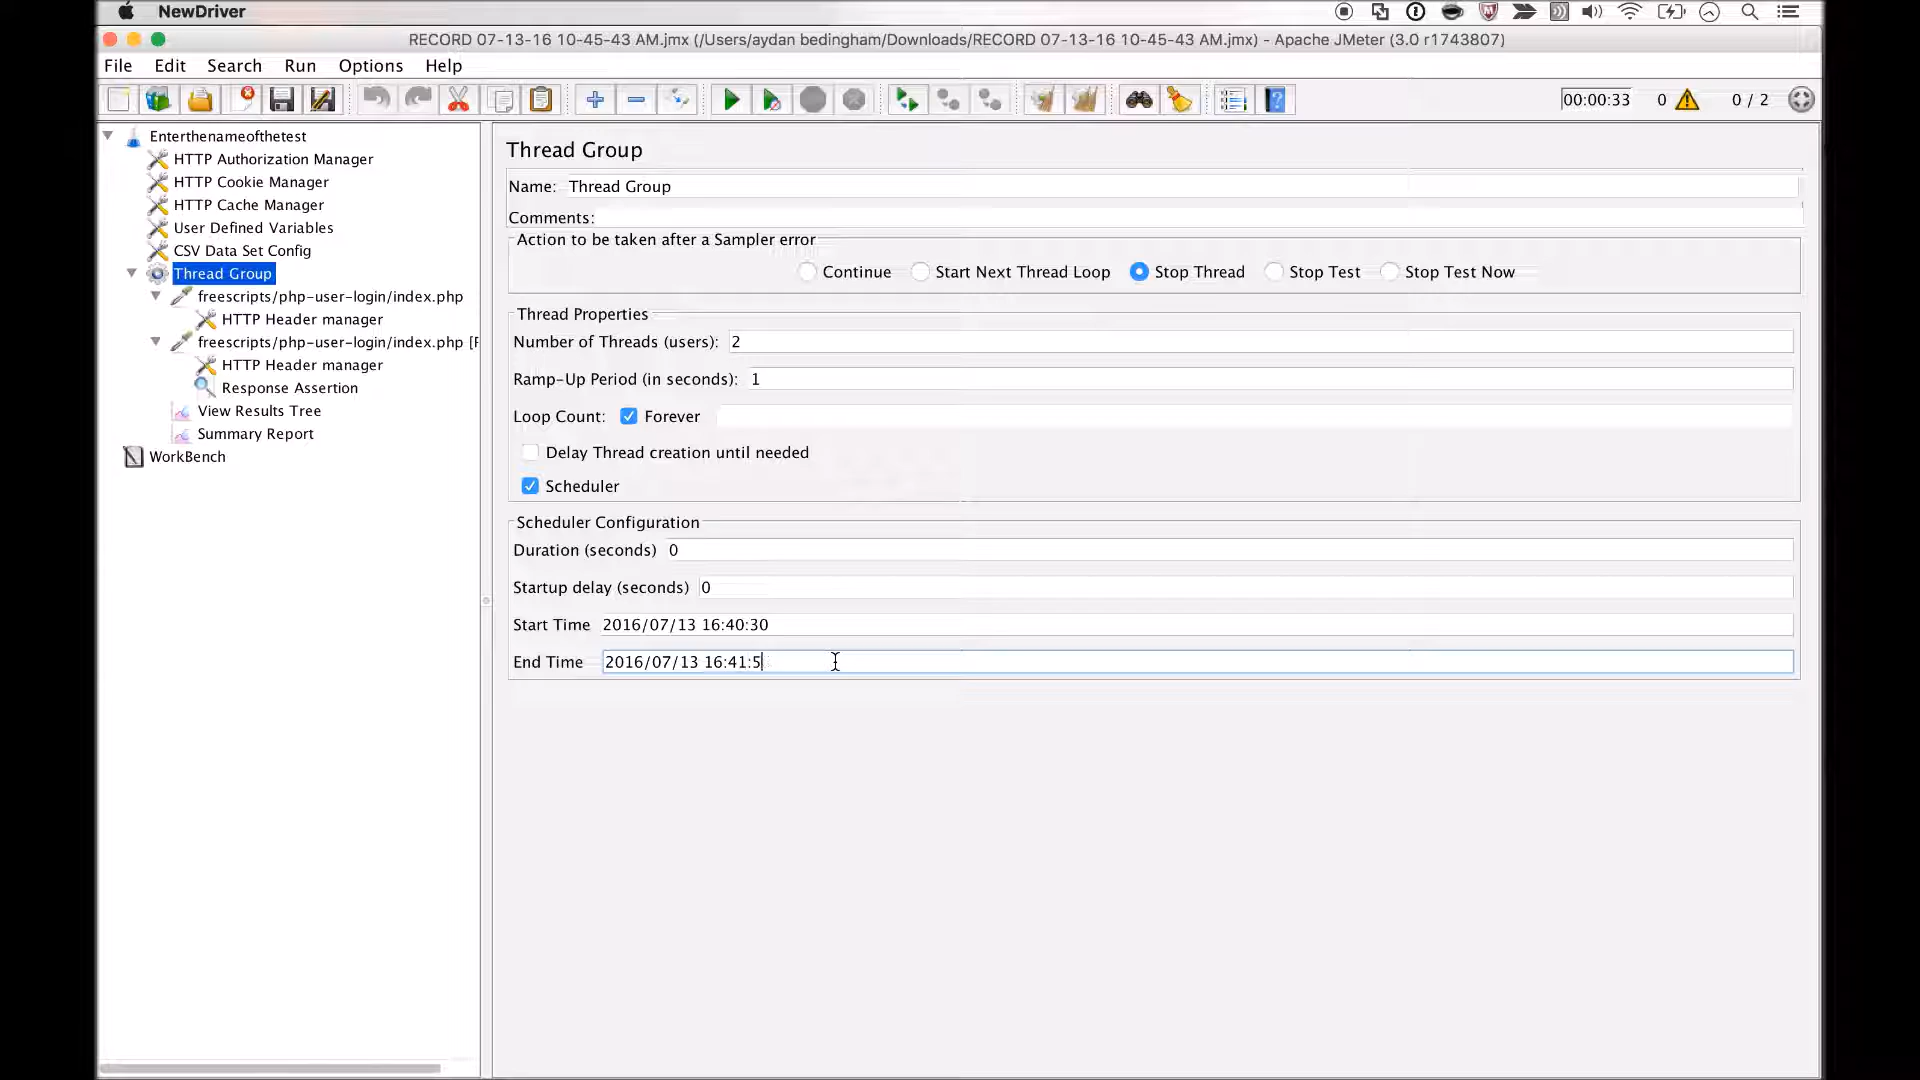 NewDriver
RECORD 07-13-16 10-45-43 AM.jmx (/Users/aydan bedingham/Downloads/RECORD 07-13-16 10-45-43 AM.jmx) - Apache JMeter (3.0 r1743807)
File Edit Search Run Options Help
00:00:33 0 0 / 2
Enterthenameofthetest
HTTP Authorization Manager
HTTP Cookie Manager
HTTP Cache Manager
User Defined Variables
CSV Data Set Config
Thread Group
freescripts/php-user-login/index.php
HTTP Header manager
freescripts/php-user-login/index.php [
HTTP Header manager
Response Assertion
View Results Tree
Summary Report
WorkBench
Thread Group
Name: Thread Group
Comments:
Action to be taken after a Sampler error
Continue Start Next Thread Loop Stop Thread Stop Test Stop Test Now
Thread Properties
Number of Threads (users): 2
Ramp-Up Period (in seconds): 1
Loop Count: Forever
Delay Thread creation until needed
Scheduler
Scheduler Configuration
Duration (seconds) 0
Startup delay (seconds) 0
Start Time 2016/07/13 16:40:30
End Time 2016/07/13 16:41:5